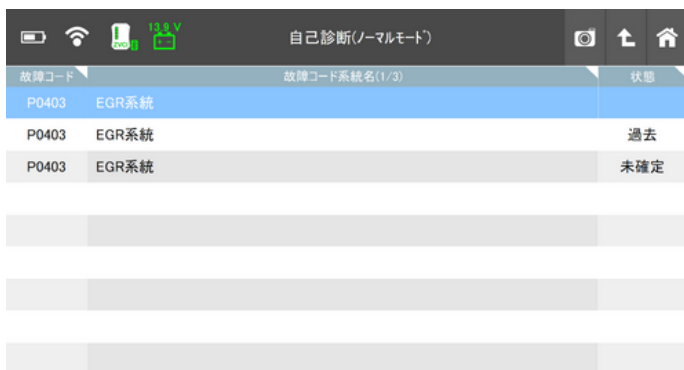 13.9 V
自己診断(ノーマルモード)
故障コード 故障コード系統名(1/3) 状態
P0403 EGR系統
P0403 EGR系統 過去
P0403 EGR系統 未確定